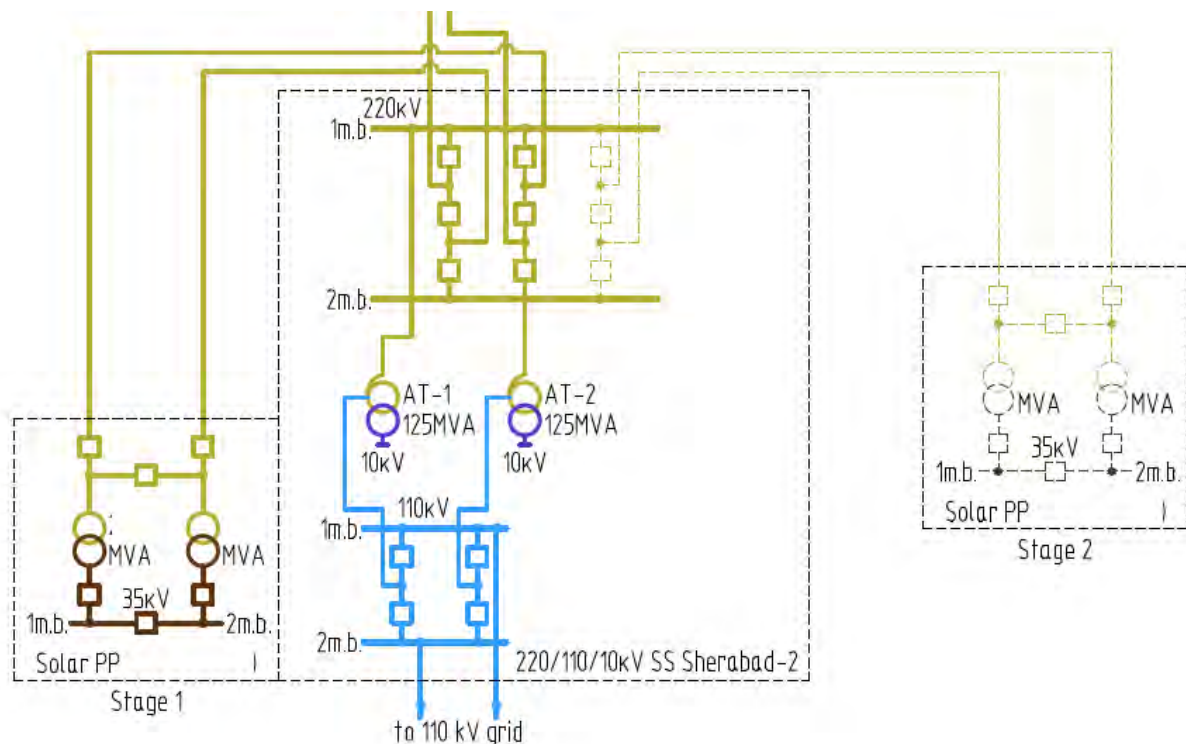 220кV
1m.b.
2m.b.
AT-1
125MVA
10кV
AT-2
125MVA
10кV
110кV
1m.b.
2m.b.
220/110/10кV SS Sherabad-2
to 110 kV grid
MVA
MVA
35кV
1m.b.
2m.b.
Solar PP
Stage 1
MVA
MVA
35кV
1m.b.
2m.b.
Solar PP
Stage 2